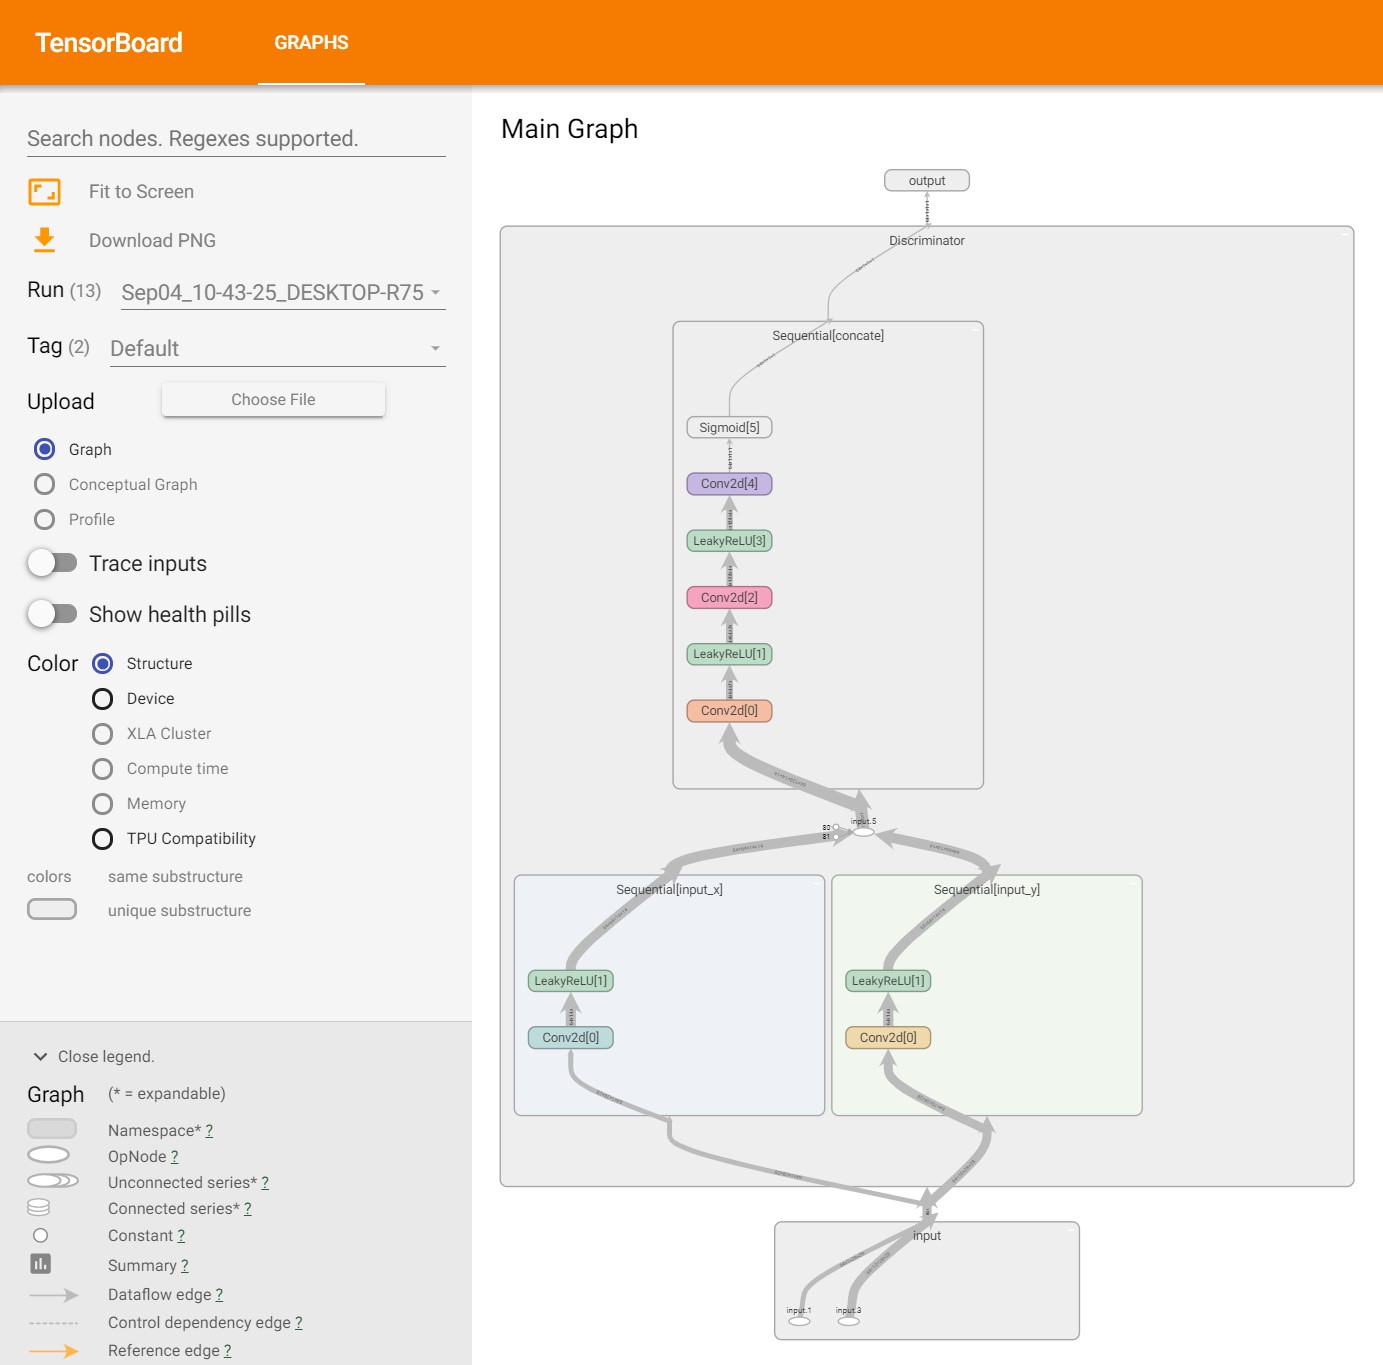 TensorBoard
GRAPHS
Search nodes. Regexes supported.
Fit to Screen
Download PNG
Run (13)
Sep04_10-43-25_DESKTOP-R75
Tag (2)
Default
Upload
Choose File
Graph
Conceptual Graph
Profile
Trace inputs
Show health pills
Color
Structure
Device
XLA Cluster
Compute time
Memory
TPU Compatibility
colors
same substructure
unique substructure
Close legend.
Graph
(* = expandable)
Namespace* ?
OpNode ?
Unconnected series* ?
Connected series* ?
Constant ?
Summary ?
Dataflow edge ?
Control dependency edge ?
Reference edge ?
Main Graph
output
Discriminator
Sequential[concate]
Sigmoid[5]
Conv2d[4]
LeakyReLU[3]
Conv2d[2]
LeakyReLU[1]
Conv2d[0]
input.5
Sequential[input_x]
Sequential[input_y]
LeakyReLU[1]
LeakyReLU[1]
Conv2d[0]
Conv2d[0]
input
input.1
input.3